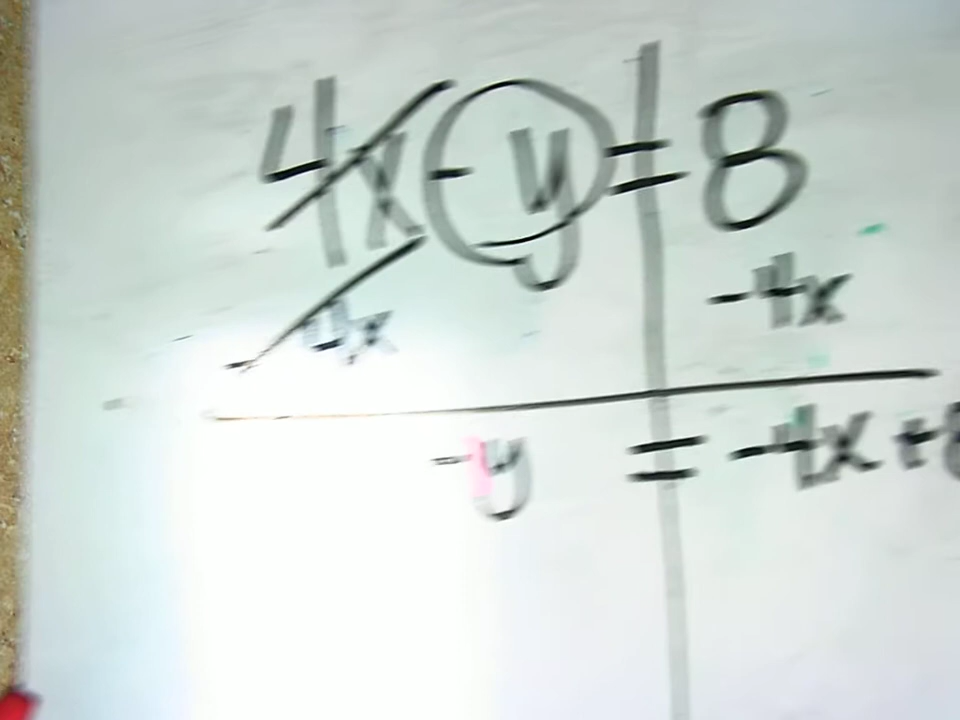 4x - y = 8
- 4x -4x
-y = -4x + 8